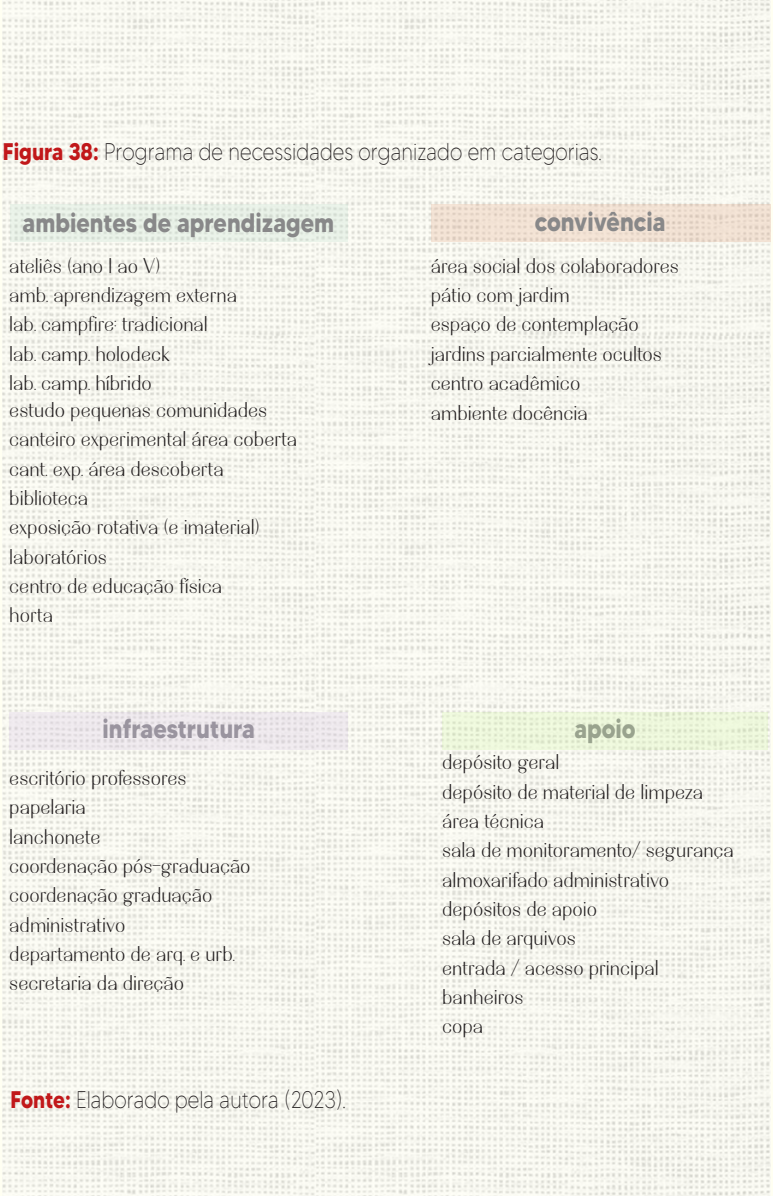 Figura 38: Programa de necessidades organizado em categorias.
ambientes de aprendizagem
ateliês (ano I ao V)
amb. aprendizagem externa
lab. campfire: tradicional
lab. camp. holodeck
lab. camp. híbrido
estudo pequenas comunidades
canteiro experimental área coberta
cant. exp. área descoberta
biblioteca
exposição rotativa (e imaterial)
laboratórios
centro de educação física
horta
convivência
área social dos colaboradores
pátio com jardim
espaço de contemplação
jardins parcialmente ocultos
centro acadêmico
ambiente docência
infraestrutura
escritório professores
papelaria
lanchonete
coordenação pós-graduação
coordenação graduação
administrativo
departamento de arq. e urb.
secretaria da direção
apoio
depósito geral
depósito de material de limpeza
área técnica
sala de monitoramento/ segurança
almoxarifado administrativo
depósitos de apoio
sala de arquivos
entrada / acesso principal
banheiros
copa
Fonte: Elaborado pela autora (2023).